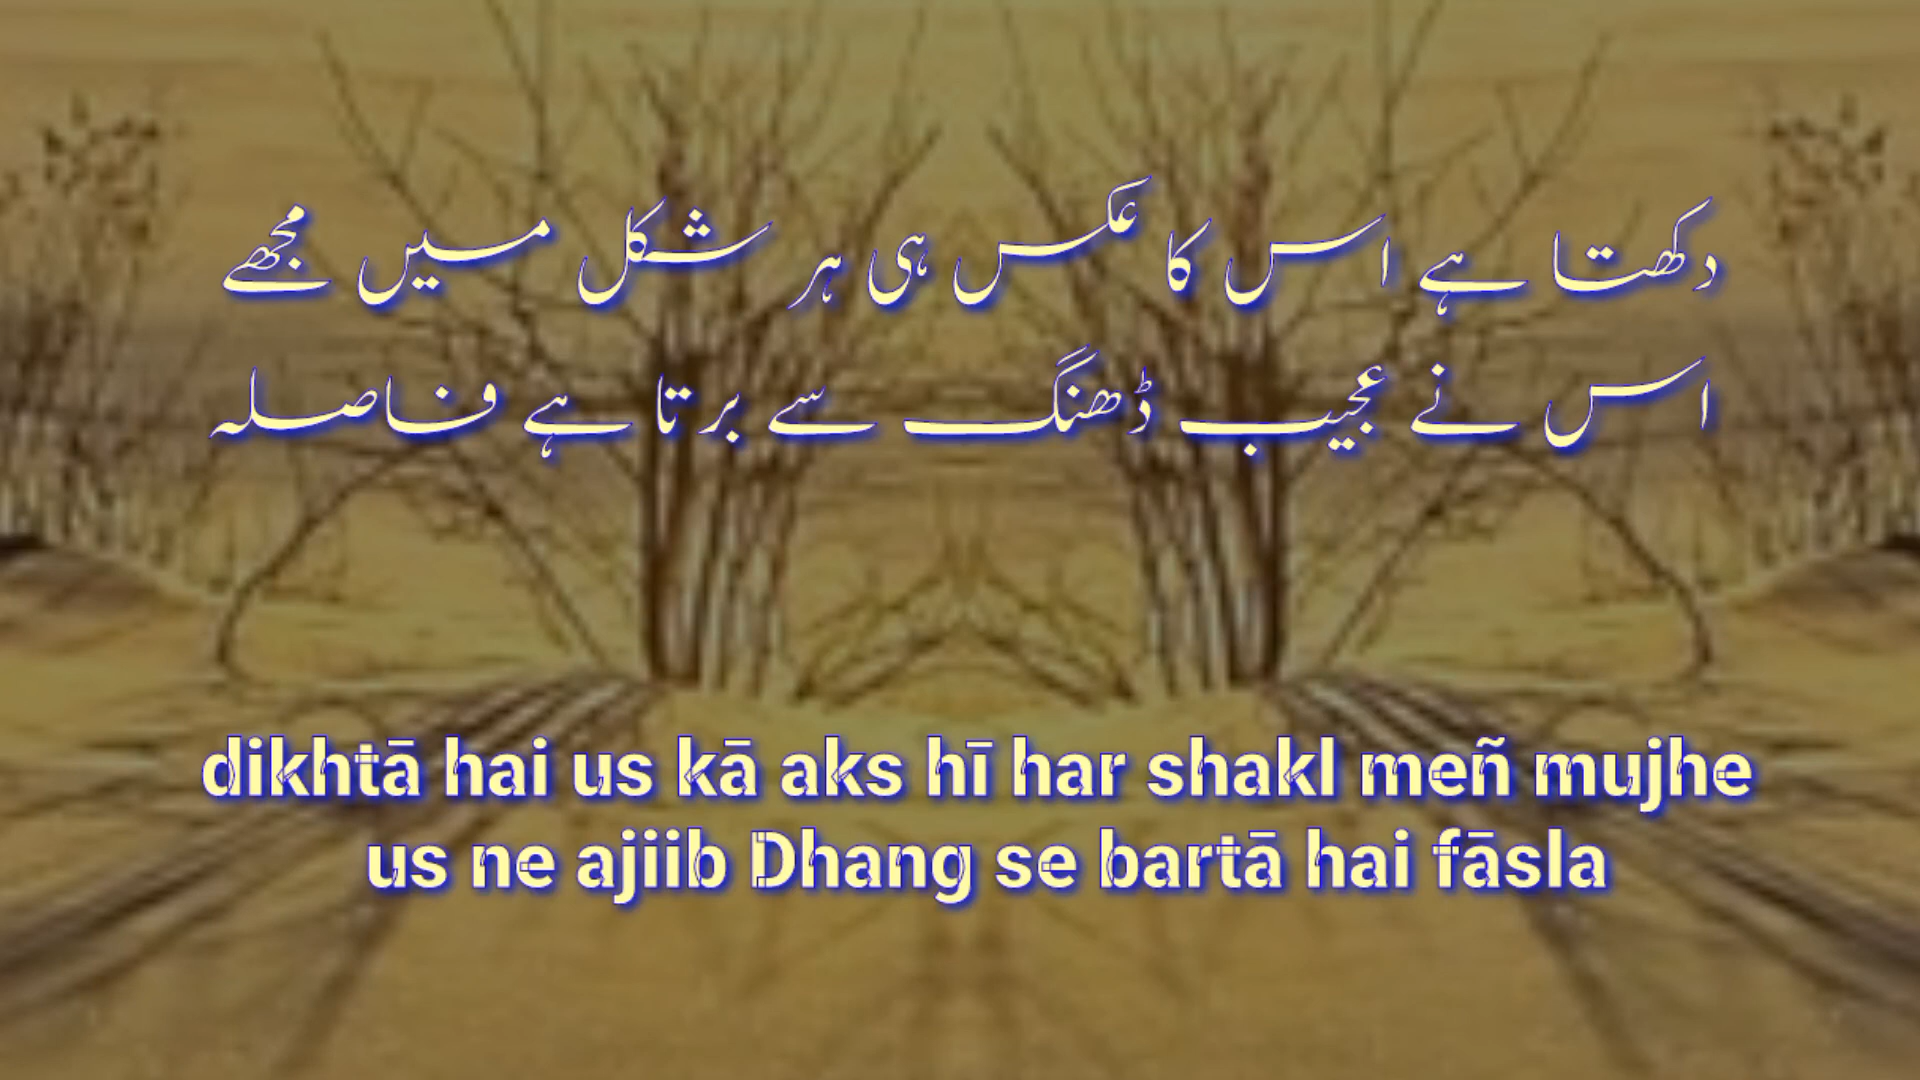 دکھتا ہے اس کا عکس ہی ہر شکل میں مجھے
اس نے عجیب ڈھنگ سے برتا ہے فاصلہ
dikhtā hai us kā aks hī har shakl meñ mujhe
us ne ajiib Dhang se bartā hai fāsla